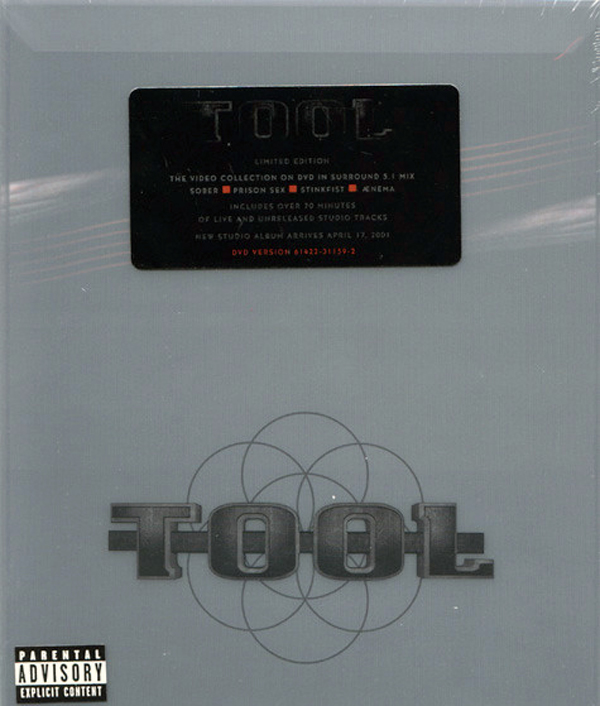 TOOL
LIMITED EDITION
THE VIDEO COLLECTION ON DVD IN SURROUND 5.1 MIX
SOBER ■ PRISON SEX ■ STINKFIST ■ ÆNEMA
INCLUDES OVER 70 MINUTES
OF LIVE AND UNRELEASED STUDIO TRACKS
NEW STUDIO ALBUM ARRIVES APRIL 17, 2001
DVD VERSION 61422-31159-2
TOOL
PARENTAL
ADVISORY
EXPLICIT CONTENT